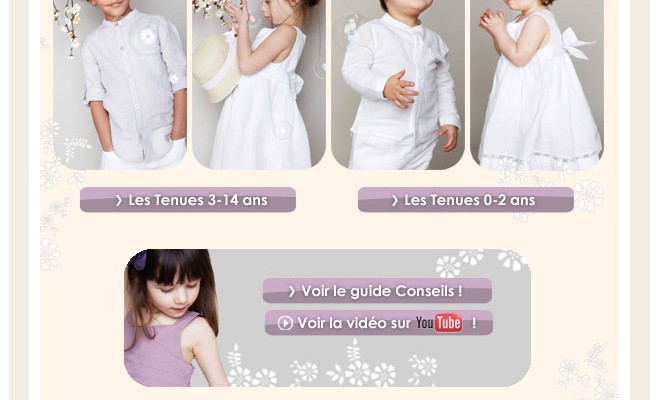 ❯ Les Tenues 3-14 ans
❯ Les Tenues 0-2 ans
❯ Voir le guide Conseils !
Voir la vidéo sur YouTube !